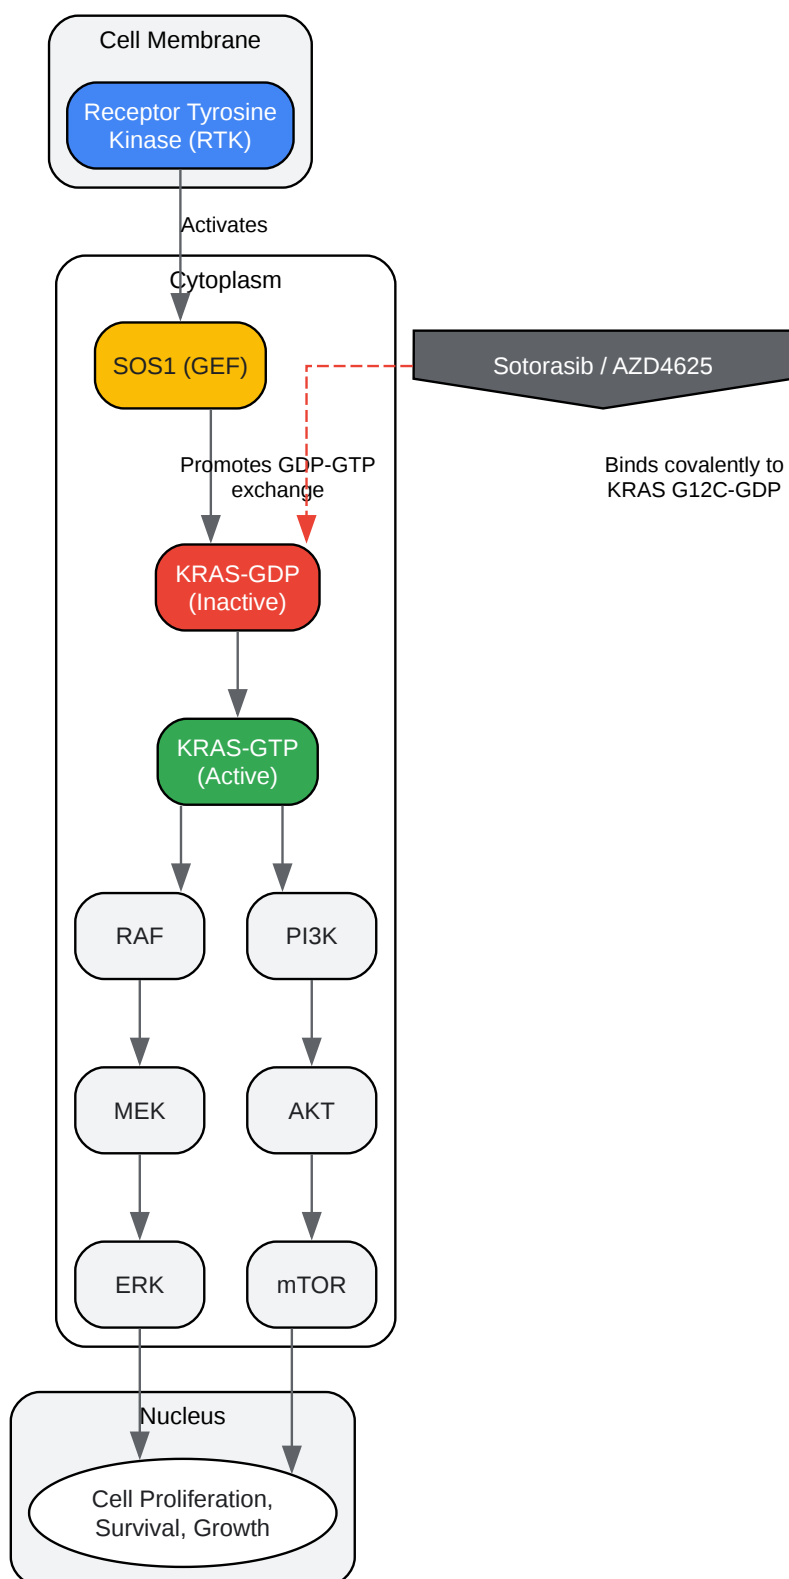 Cell Membrane
Receptor Tyrosine
Kinase (RTK)
Activates
Cytoplasm
SOS1 (GEF)
Sotorasib / AZD4625
Promotes GDP-GTP
exchange
Binds covalently to
KRAS G12C-GDP
KRAS-GDP
(Inactive)
KRAS-GTP
(Active)
RAF
PI3K
MEK
AKT
ERK
mTOR
Nucleus
Cell Proliferation,
Survival, Growth